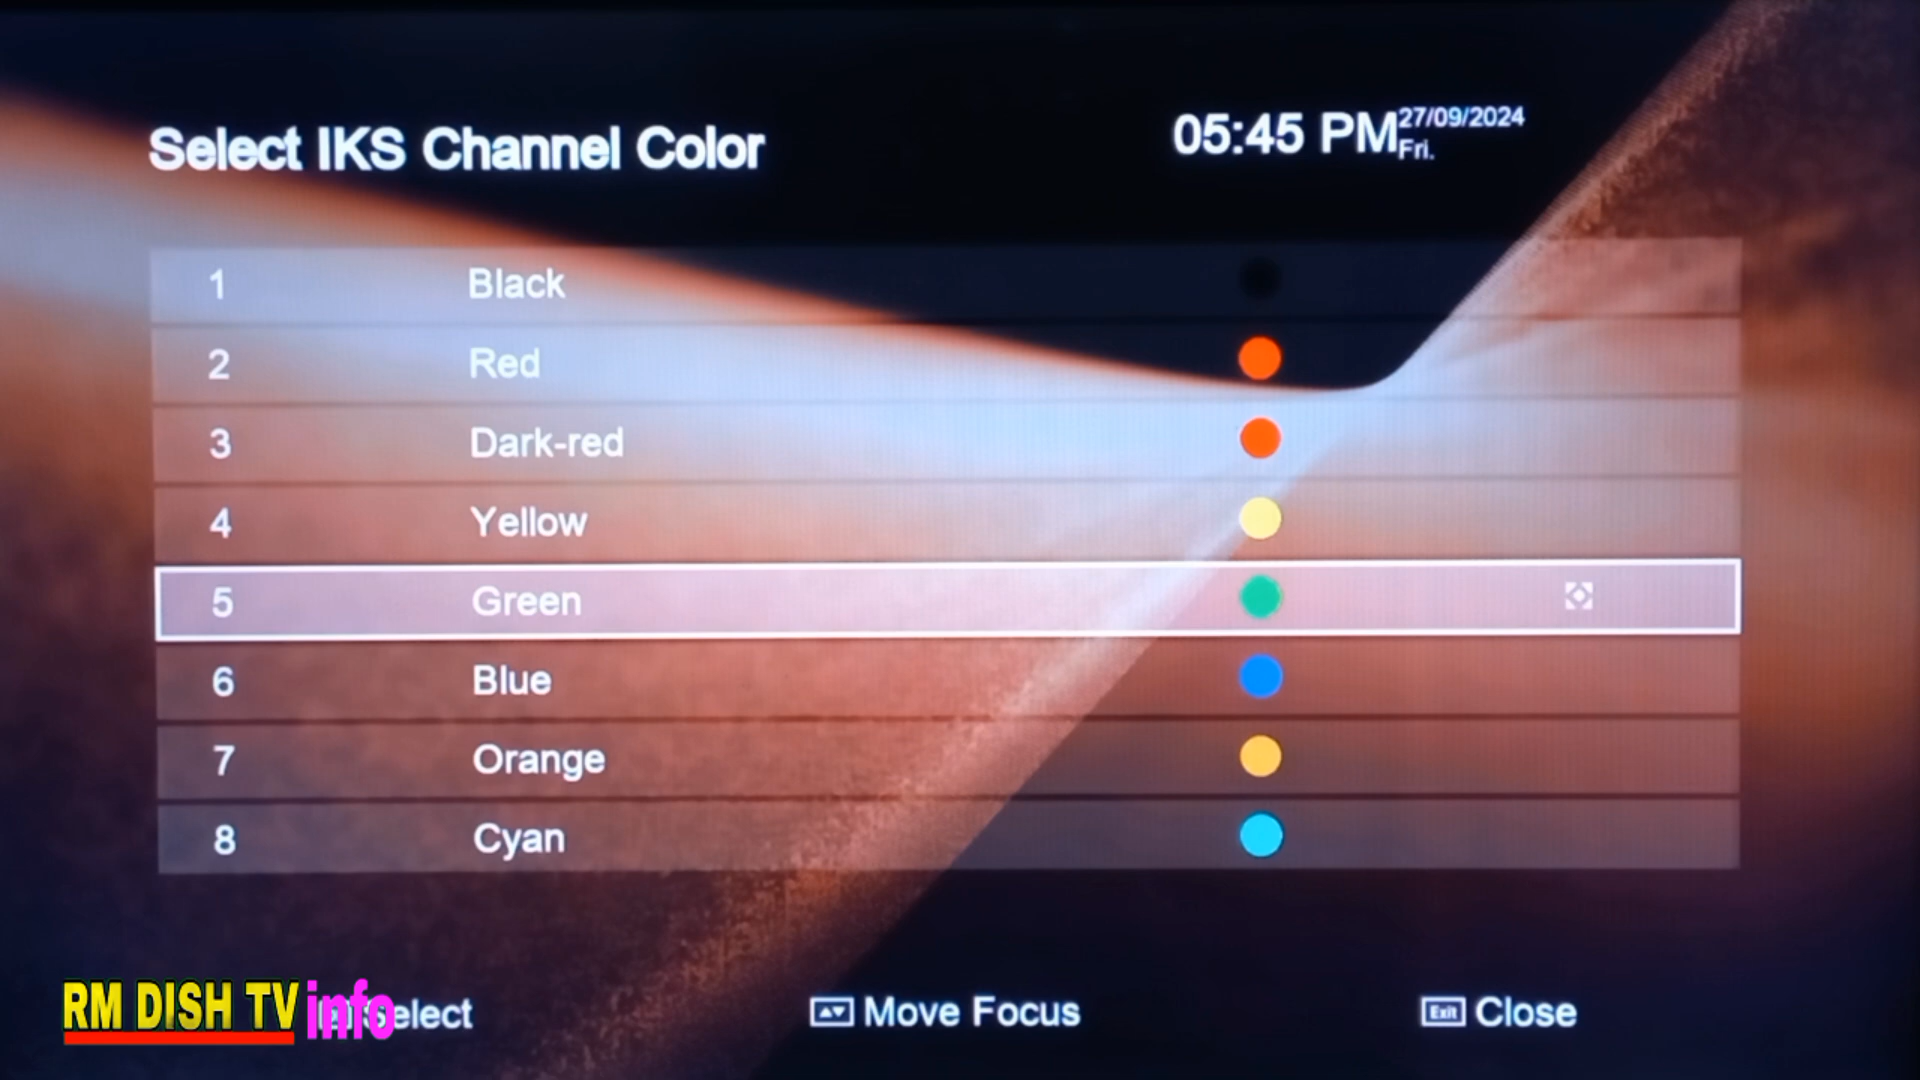 Select IKS Channel Color
05:45 PM 27/09/2024
Fri.
1 Black
2 Red
3 Dark-red
4 Yellow
5 Green
6 Blue
7 Orange
8 Cyan
RM DISH TV info
Select
Move Focus
Exit Close